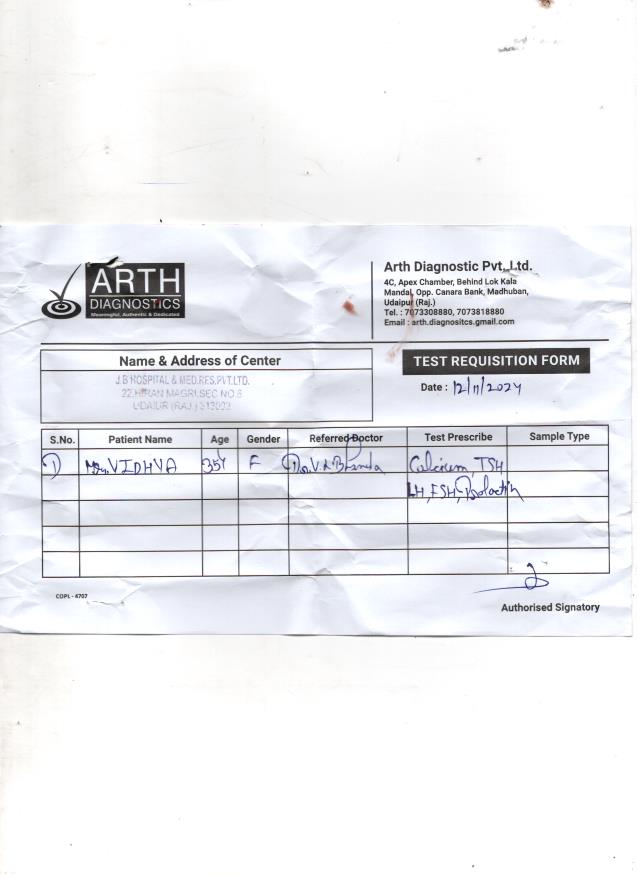 ARTH
DIAGNOSTICS
Meaningful, Authentic & Dedicated
Arth Diagnostic Pvt. Ltd.
4C, Apex Chamber, Behind Lok Kala
Mandal, Opp. Canara Bank, Madhuban,
Udaipur (Raj.)
Tel. : 7073308880, 7073818880
Email : arth.diagnositcs.gmail.com
Name & Address of Center
J.B HOSPITAL & MED.RES.PVT.LTD.
22,HIRAN MAGRI,SEC NO.6
UDAIUR (RAJ.) 313002
TEST REQUISITION FORM
Date : 12/11/2024
S.No. Patient Name Age Gender Referred Doctor Test Prescribe Sample Type
1) Mrs. VIDHYA 35Y F Dr. V.K Bhamda Calcium, TSH
LH, FSH, Prolactin
COPL - 4707
Authorised Signatory